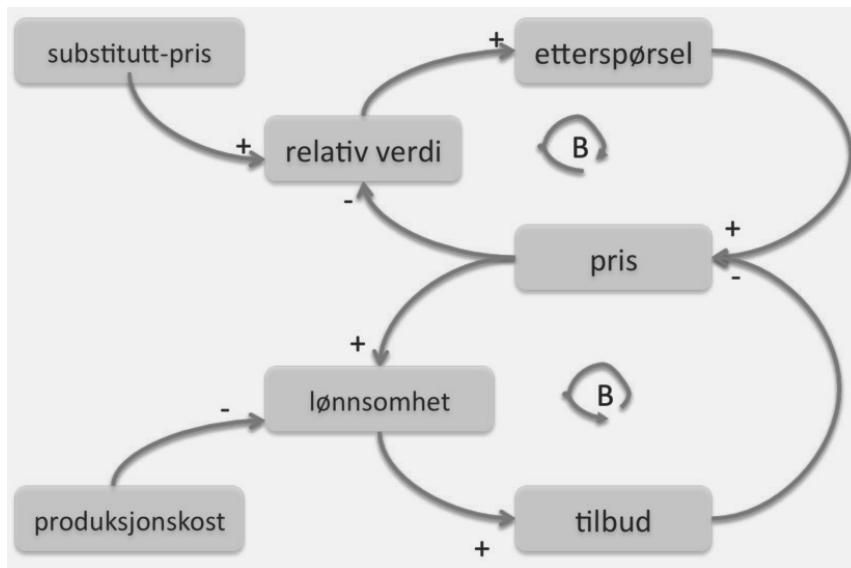 substitutt-pris
+
etterspørsel
+
relativ verdi
B
-
+
pris
-
+
lønnsomhet
B
-
produksjonskost
+
tilbud